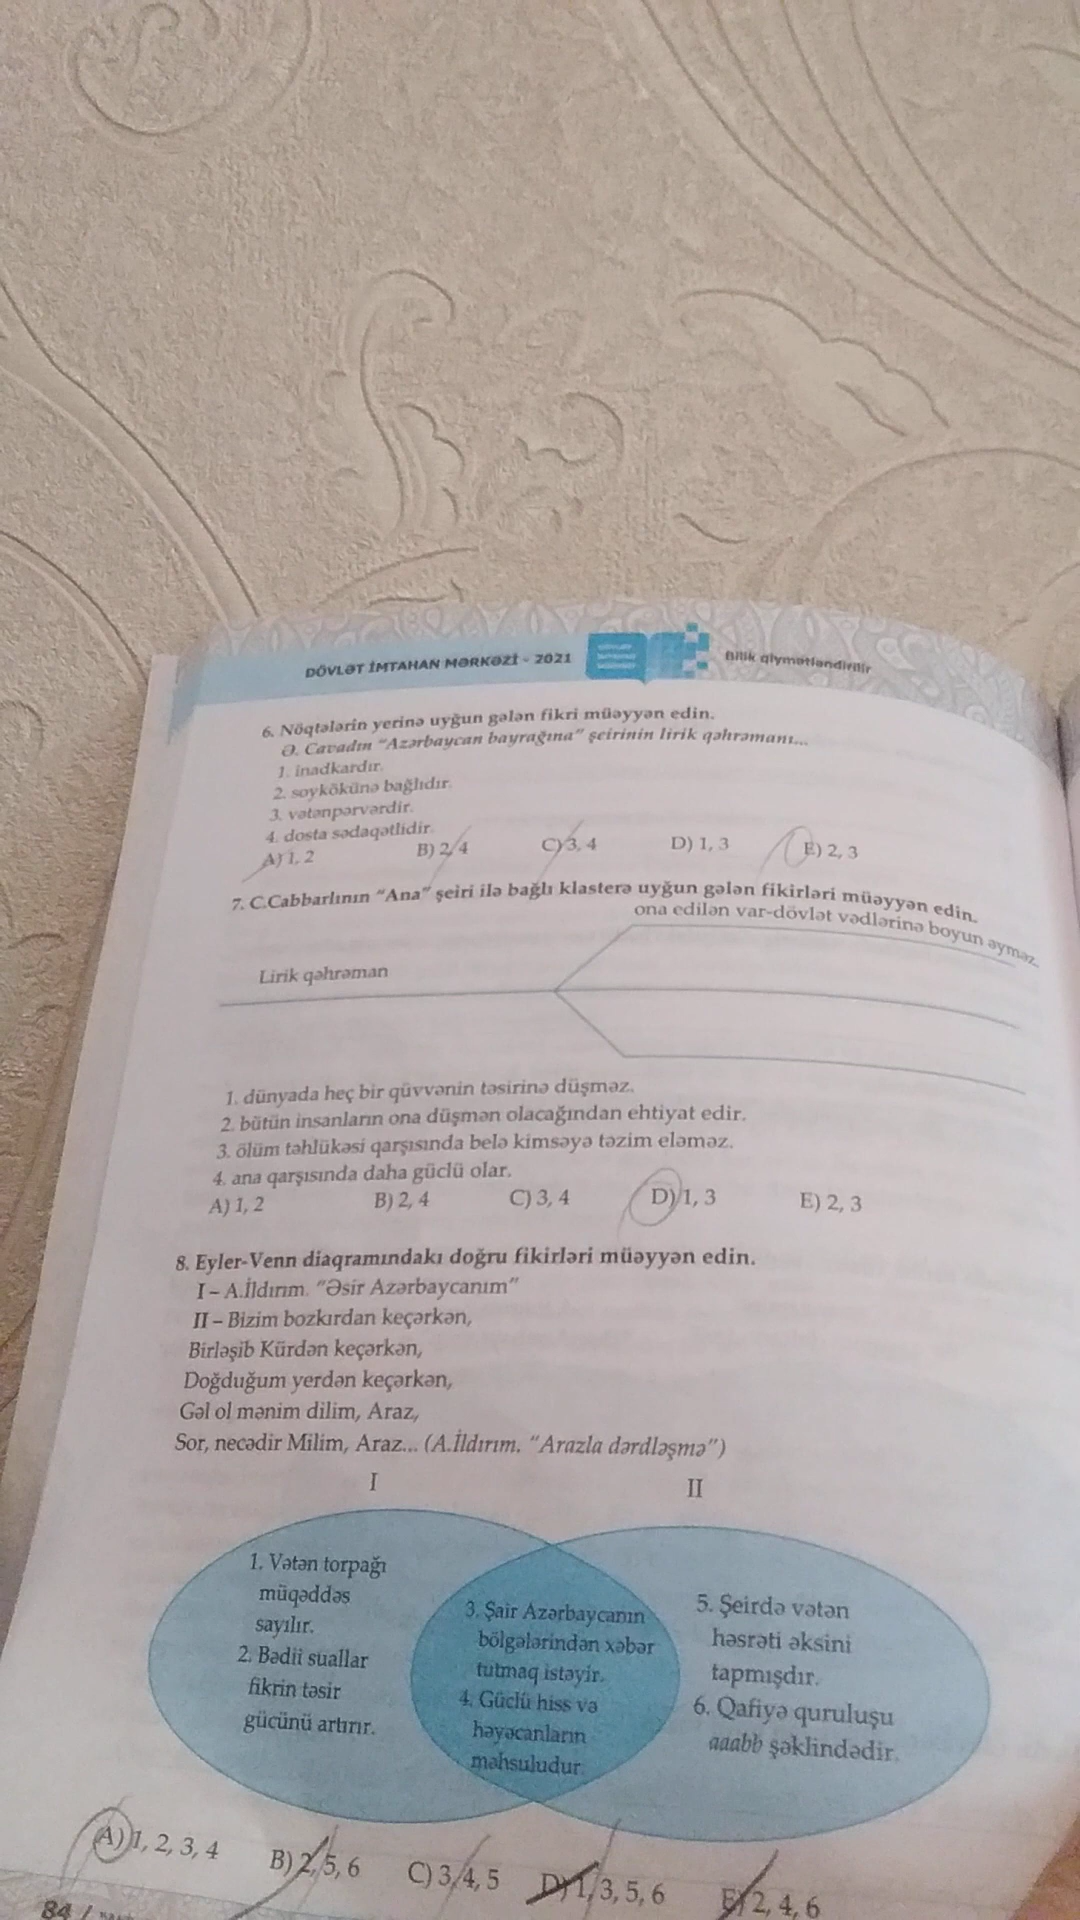 DÖVLƏT İMTAHAN MƏRKƏZİ - 2021
Bilik qiymətləndirilir
6. Nöqtələrin yerinə uyğun gələn fikri müəyyən edin.
Ə. Cavadın "Azərbaycan bayrağına" şeirinin lirik qəhrəmanı...
1. inadkardır.
2. soykökünə bağlıdır.
3. vətənpərvərdir.
4. dosta sədaqətlidir.
A) 1, 2 B) 2, 4 C) 3, 4 D) 1, 3 E) 2, 3
7. C.Cabbarlının "Ana" şeiri ilə bağlı klasterə uyğun gələn fikirləri müəyyən edin.
ona edilən var-dövlət vədlərinə boyun əyməz.
Lirik qəhrəman
1. dünyada heç bir qüvvənin təsirinə düşməz.
2. bütün insanların ona düşmən olacağından ehtiyat edir.
3. ölüm təhlükəsi qarşısında belə kimsəyə təzim eləməz.
4. ana qarşısında daha güclü olar.
A) 1, 2 B) 2, 4 C) 3, 4 D) 1, 3 E) 2, 3
8. Eyler-Venn diaqramındakı doğru fikirləri müəyyən edin.
I – A.İldırım. "Əsir Azərbaycanım"
II – Bizim bozkırdan keçərkən,
Birləşib Kürdən keçərkən,
Doğduğum yerdən keçərkən,
Gəl ol mənim dilim, Araz,
Sor, necədir Milim, Araz... (A.İldırım. "Arazla dərdləşmə")
I II
1. Vətən torpağı
müqəddəs
sayılır.
2. Bədii suallar
fikrin təsir
gücünü artırır.
3. Şair Azərbaycanın
bölgələrindən xəbər
tutmaq istəyir.
4. Güclü hiss və
həyəcanların
məhsuludur.
5. Şeirdə vətən
həsrəti əksini
tapmışdır.
6. Qafiyə quruluşu
aaabb şəklindədir.
A) 1, 2, 3, 4 B) 2, 5, 6 C) 3, 4, 5 D) 1, 3, 5, 6 E) 2, 4, 6
84 /